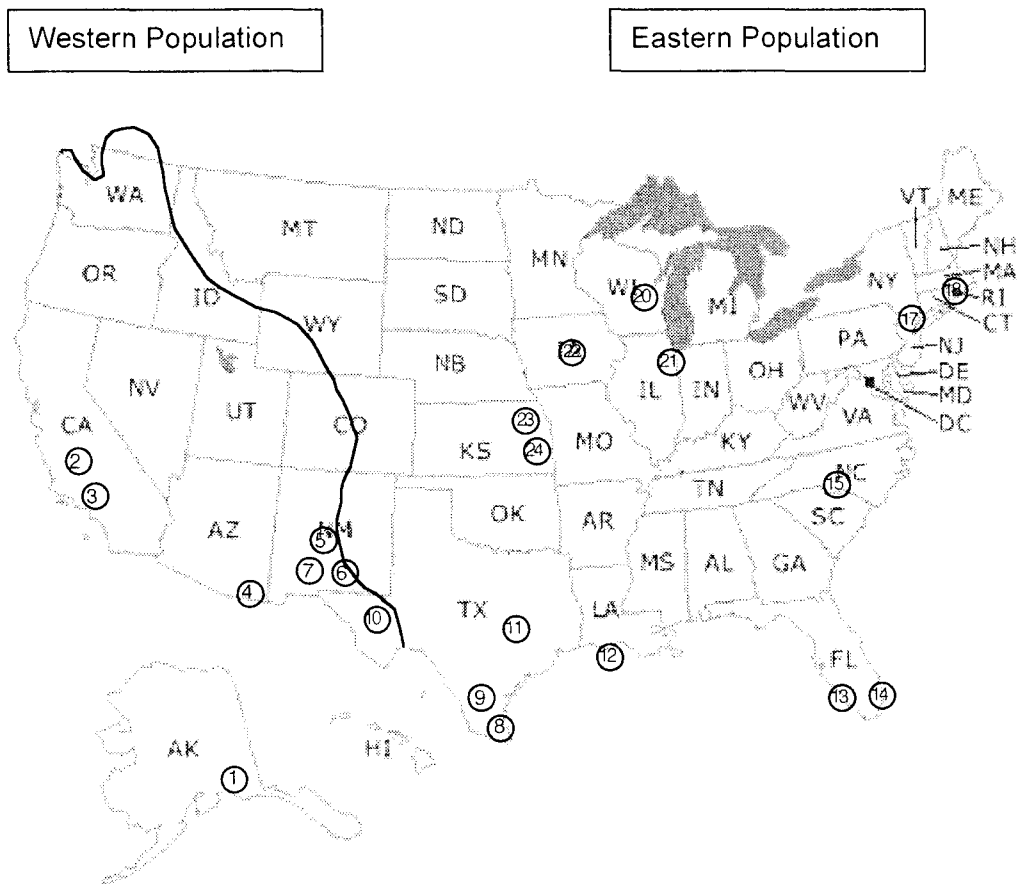 Western Population
Eastern Population
WA
MT
ND
MN
VT
ME
NH
MA
RI
CT
NY
18
17
OR
ID
SD
WI
20
MI
WY
NB
22
21
PA
NJ
DE
MD
DC
NV
UT
CO
IL
IN
OH
WV
VA
CA
2
3
KS
23
24
MO
KY
AZ
NM
5
7
6
4
OK
AR
TN
NC
15
SC
MS
AL
GA
TX
10
11
LA
12
9
8
FL
13
14
AK
1
HI